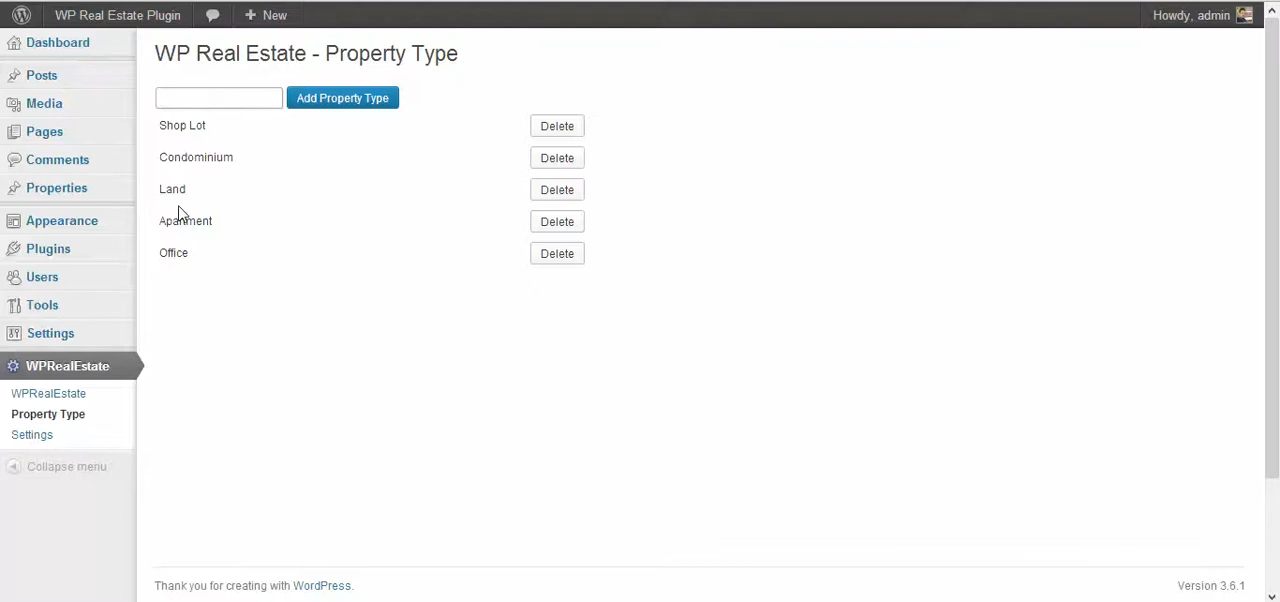 WP Real Estate Plugin
+ New
Howdy, admin
Dashboard
Posts
Media
Pages
Comments
Properties
Appearance
Plugins
Users
Tools
Settings
WPRealEstate
WPRealEstate
Property Type
Settings
Collapse menu
WP Real Estate - Property Type
Add Property Type
Shop Lot Delete
Condominium Delete
Land Delete
Apartment Delete
Office Delete
Thank you for creating with WordPress.
Version 3.6.1